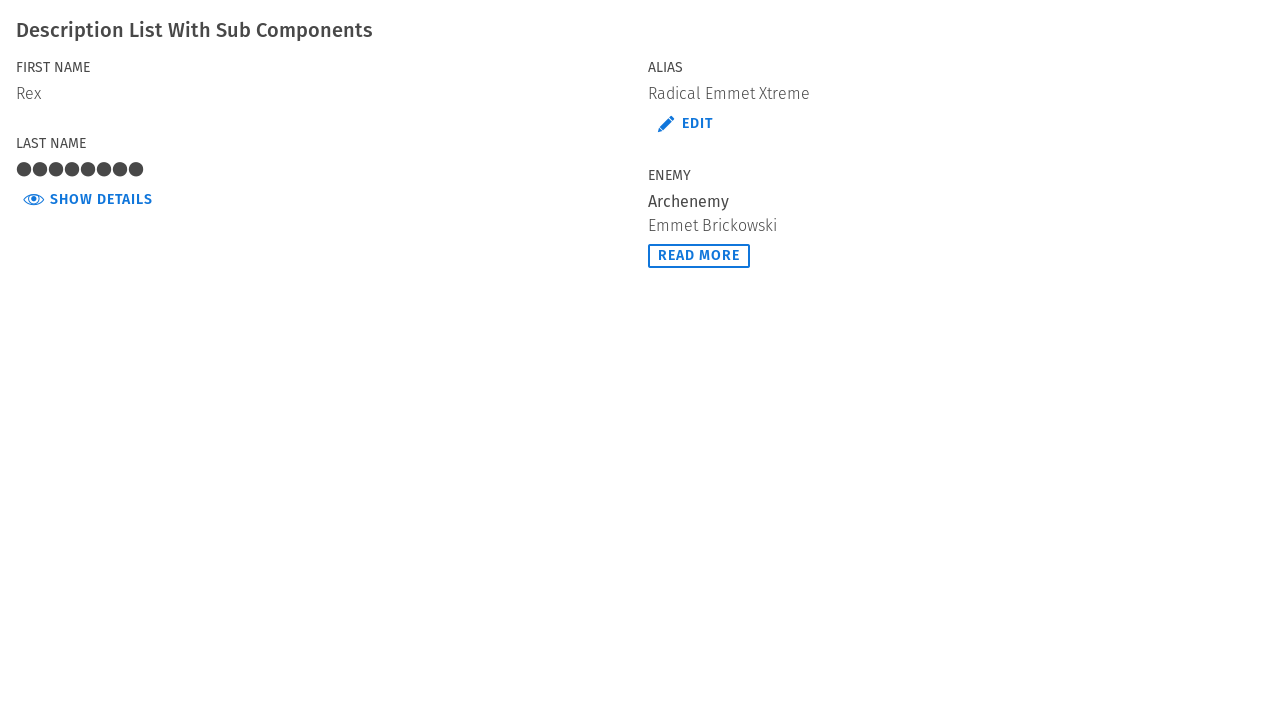 Description List With Sub Components
FIRST NAME
Rex
LAST NAME
●●●●●●●●
SHOW DETAILS
ALIAS
Radical Emmet Xtreme
EDIT
ENEMY
Archenemy
Emmet Brickowski
READ MORE